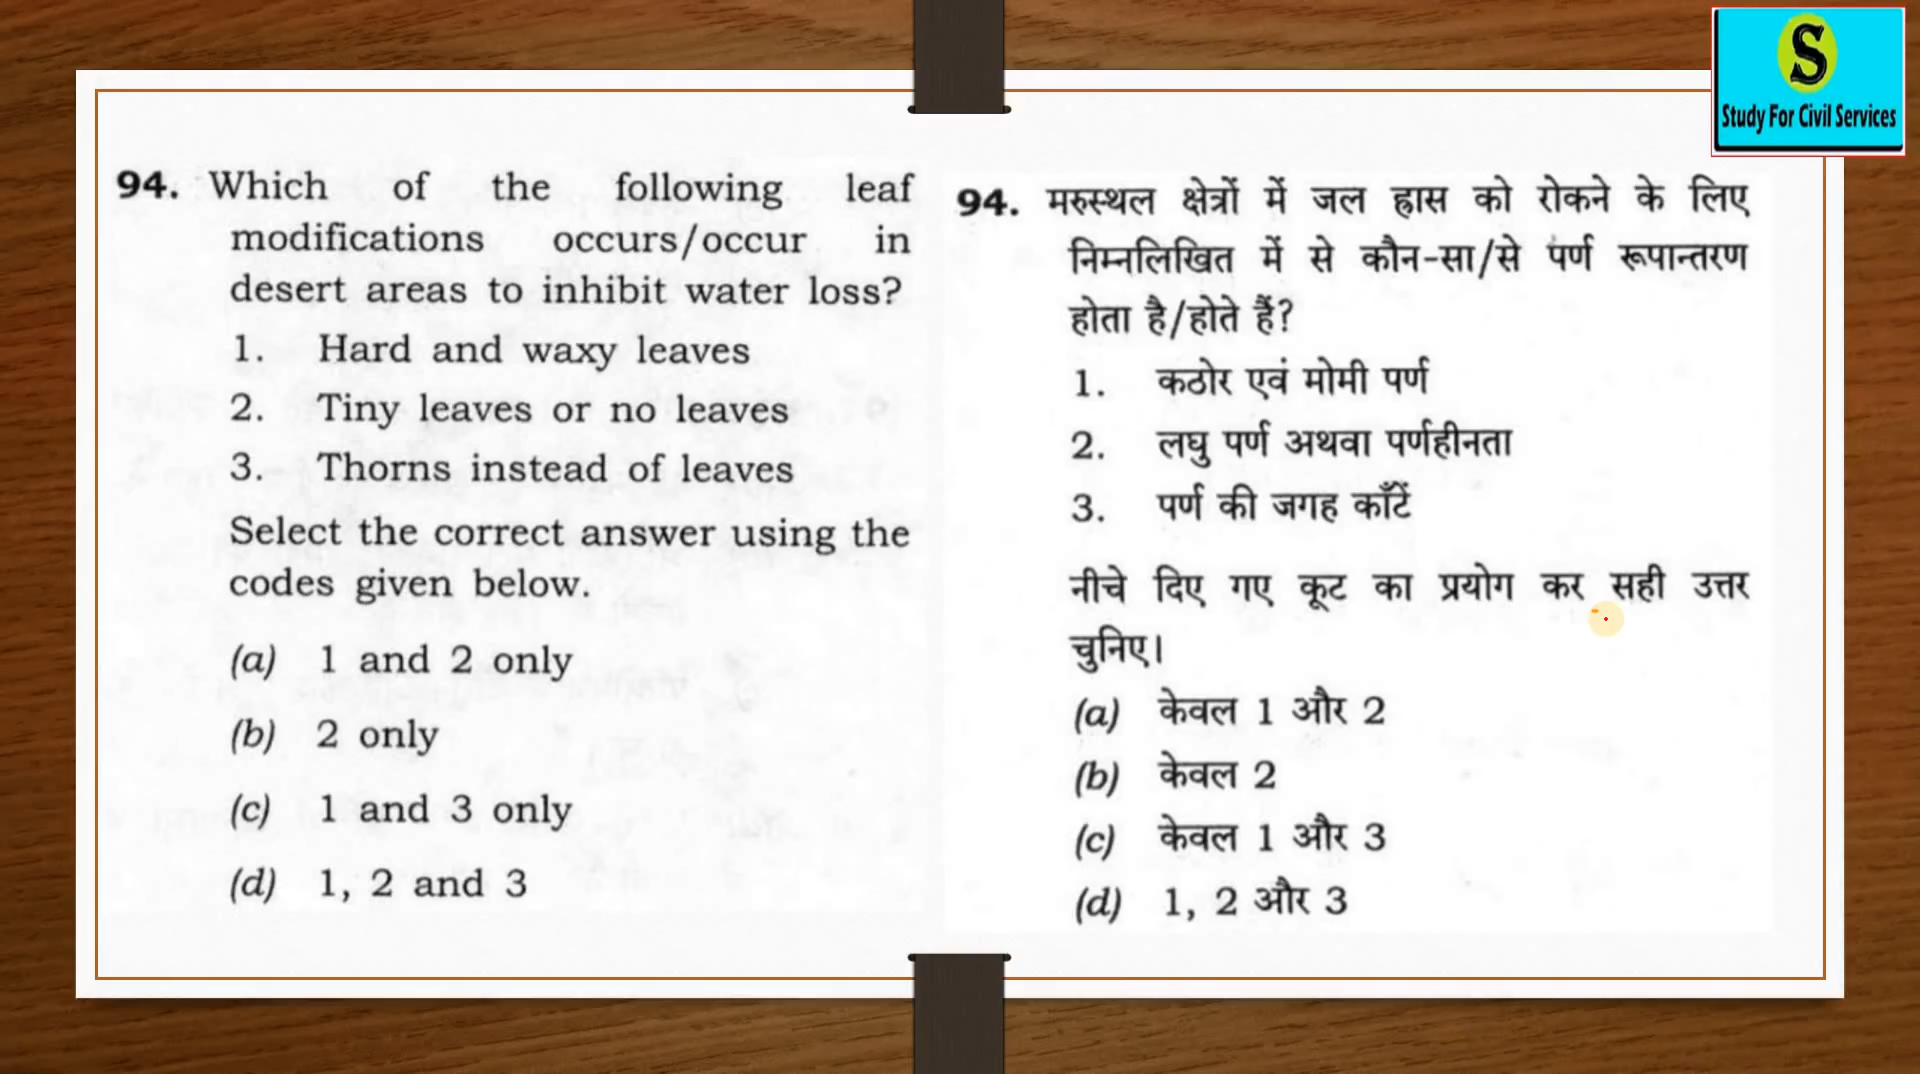 S
Study For Civil Services
94. Which of the following leaf
modifications occurs/occur in
desert areas to inhibit water loss?
1. Hard and waxy leaves
2. Tiny leaves or no leaves
3. Thorns instead of leaves
Select the correct answer using the
codes given below.
(a) 1 and 2 only
(b) 2 only
(c) 1 and 3 only
(d) 1, 2 and 3
94. मरुस्थल क्षेत्रों में जल ह्रास को रोकने के लिए
निम्नलिखित में से कौन-सा/से पर्ण रूपान्तरण
होता है/होते हैं?
1. कठोर एवं मोमी पर्ण
2. लघु पर्ण अथवा पर्णहीनता
3. पर्ण की जगह काँटें
नीचे दिए गए कूट का प्रयोग कर सही उत्तर
चुनिए।
(a) केवल 1 और 2
(b) केवल 2
(c) केवल 1 और 3
(d) 1, 2 और 3